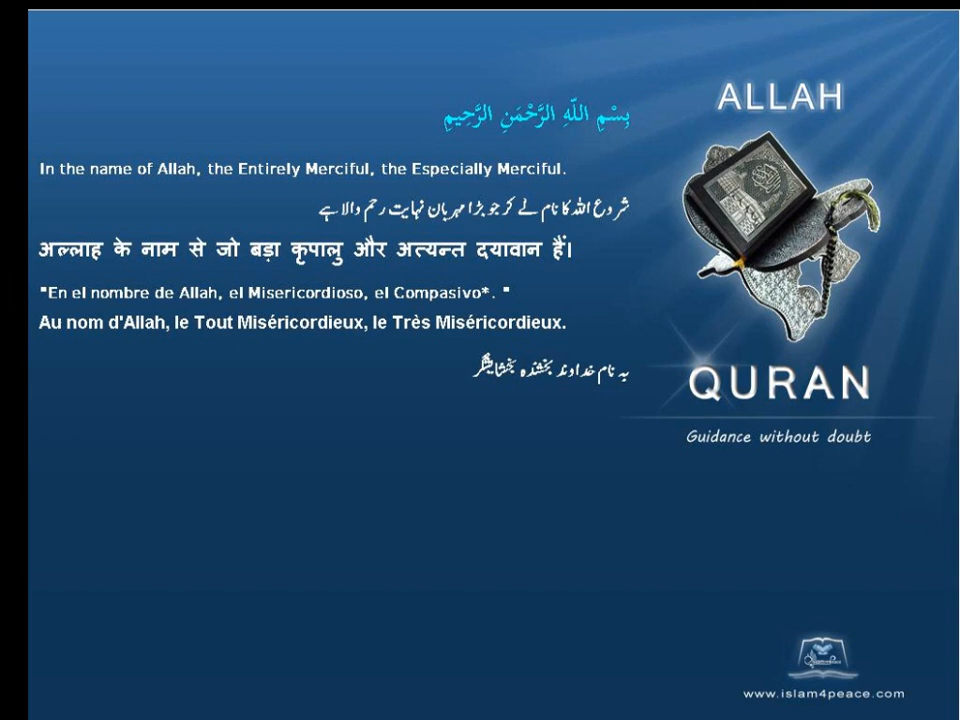 بِسْمِ اللّهِ الرَّحْمَنِ الرَّحِيمِ
In the name of Allah, the Entirely Merciful, the Especially Merciful.
شروع الله کا نام لے کر جو بڑا مہربان نہایت رحم والا ہے
अल्लाह के नाम से जो बड़ा कृपालु और अत्यन्त दयावान हैं।
"En el nombre de Allah, el Misericordioso, el Compasivo*. "
Au nom d'Allah, le Tout Miséricordieux, le Très Miséricordieux.
به نام خداوند بخشنده بخشایشگر
ALLAH
QURAN
Guidance without doubt
www.islam4peace.com